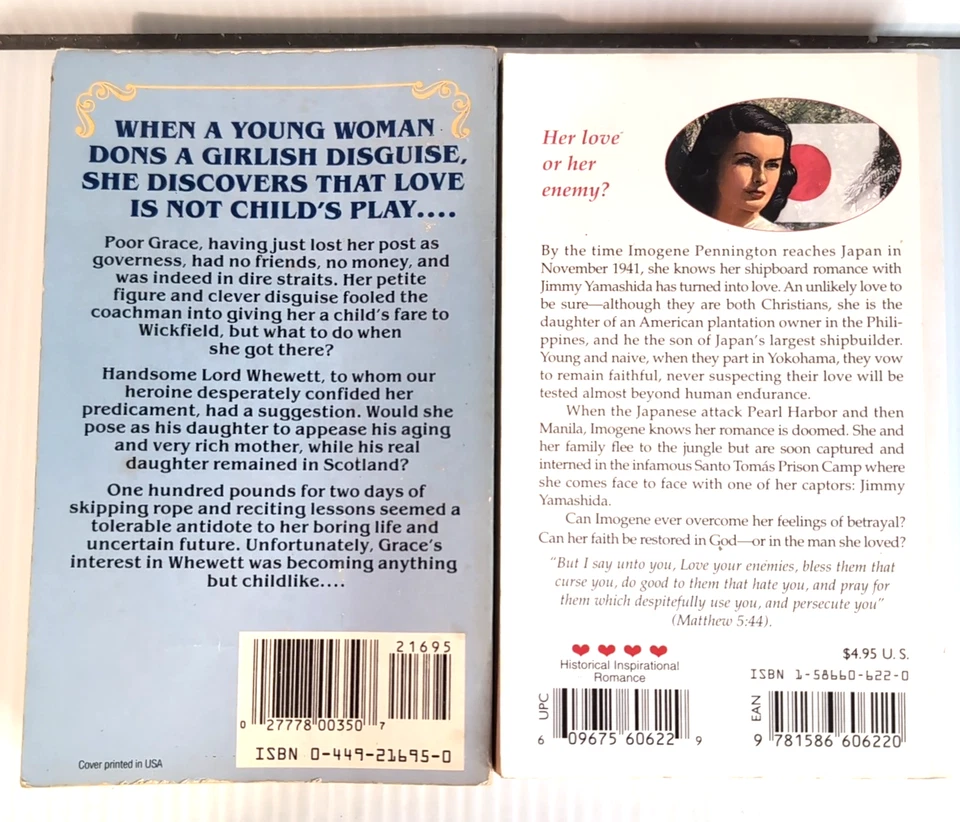 WHEN A YOUNG WOMAN
DONS A GIRLISH DISGUISE,
SHE DISCOVERS THAT LOVE
IS NOT CHILD'S PLAY....
Poor Grace, having just lost her post as
governess, had no friends, no money, and
was indeed in dire straits. Her petite
figure and clever disguise fooled the
coachman into giving her a child's fare to
Wickfield, but what to do when
she got there?
Handsome Lord Whewett, to whom our
heroine desperately confided her
predicament, had a suggestion. Would she
pose as his daughter to appease his aging
and very rich mother, while his real
daughter remained in Scotland?
One hundred pounds for two days of
skipping rope and reciting lessons seemed a
tolerable antidote to her boring life and
uncertain future. Unfortunately, Grace's
interest in Whewett was becoming anything
but childlike....
21695
0 27778 00350 7
ISBN 0-449-21695-0
Cover printed in USA
Her love
or her
enemy?
By the time Imogene Pennington reaches Japan in
November 1941, she knows her shipboard romance with
Jimmy Yamashida has turned into love. An unlikely love to
be sure—although they are both Christians, she is the
daughter of an American plantation owner in the Phili-
ppines, and he the son of Japan's largest shipbuilder.
Young and naive, when they part in Yokohama, they vow
to remain faithful, never suspecting their love will be
tested almost beyond human endurance.
When the Japanese attack Pearl Harbor and then
Manila, Imogene knows her romance is doomed. She and
her family flee to the jungle but are soon captured and
interned in the infamous Santo Tomás Prison Camp where
she comes face to face with one of her captors: Jimmy
Yamashida.
Can Imogene ever overcome her feelings of betrayal?
Can her faith be restored in God—or in the man she loved?
"But I say unto you, Love your enemies, bless them that
curse you, do good to them that hate you, and pray for
them which despitefully use you, and persecute you"
(Matthew 5:44).
Historical Inspirational
Romance
$4.95 U. S.
ISBN 1-58660-622-0
UPC
6 09675 60622 9
EAN
9 781586 606220